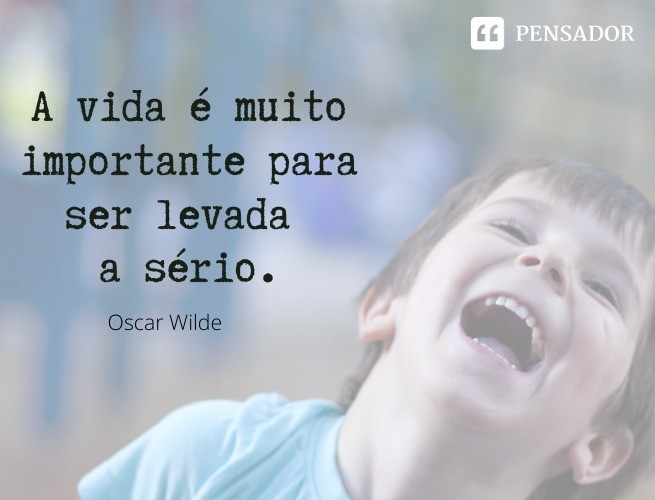 PENSADOR
A vida é muito
importante para
ser levada
a sério.
Oscar Wilde